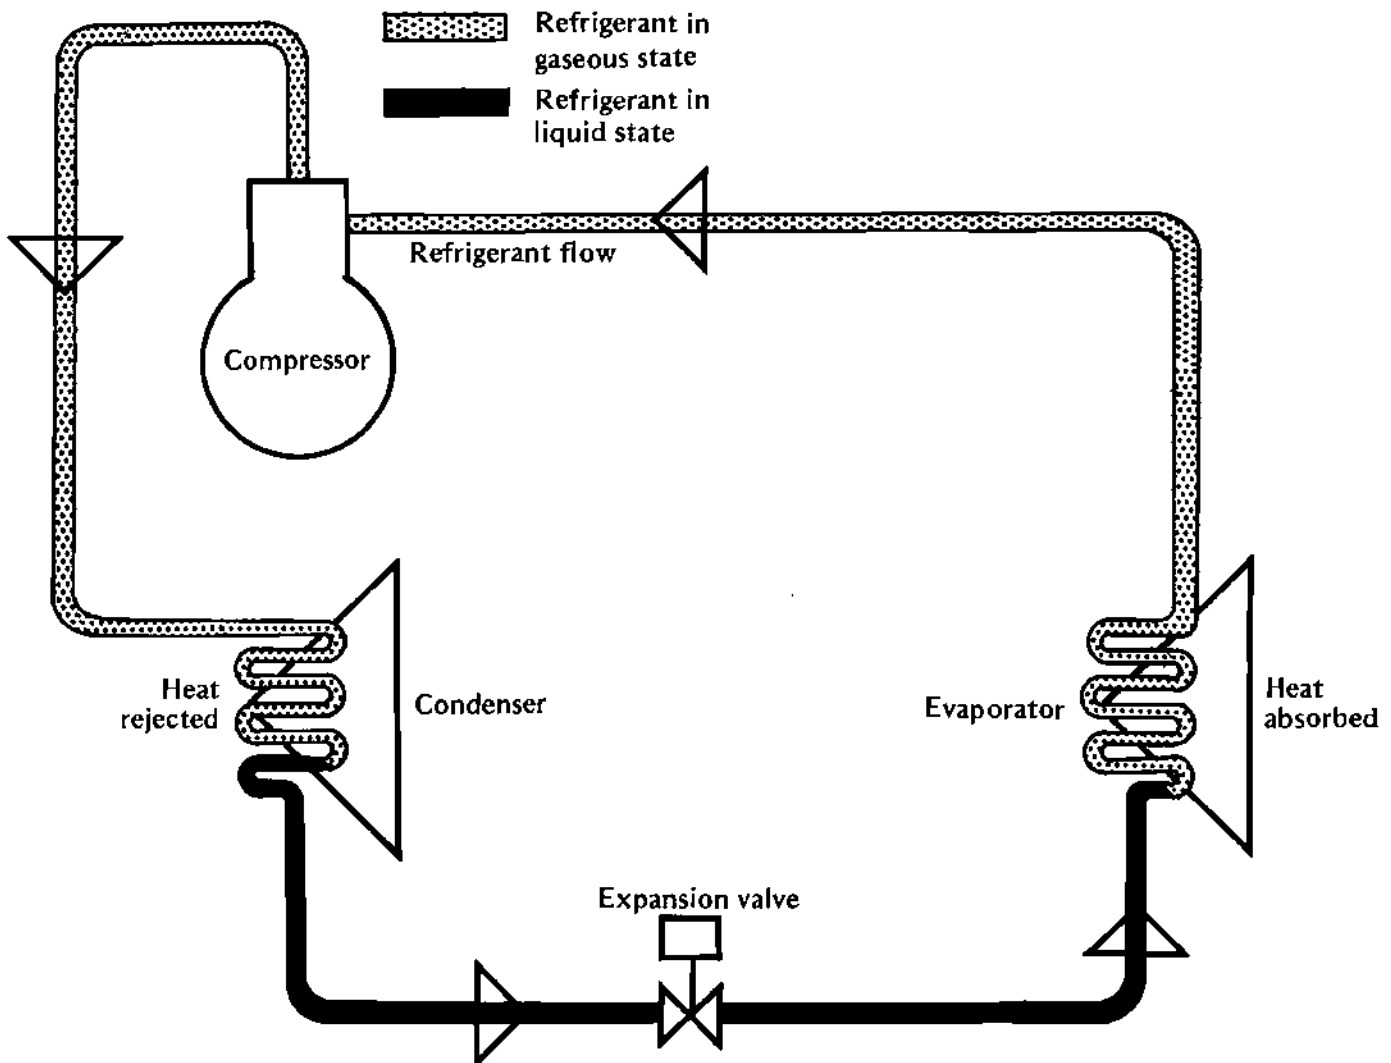 Refrigerant in
gaseous state
Refrigerant in
liquid state
Refrigerant flow
Compressor
Heat
rejected
Condenser
Evaporator
Heat
absorbed
Expansion valve